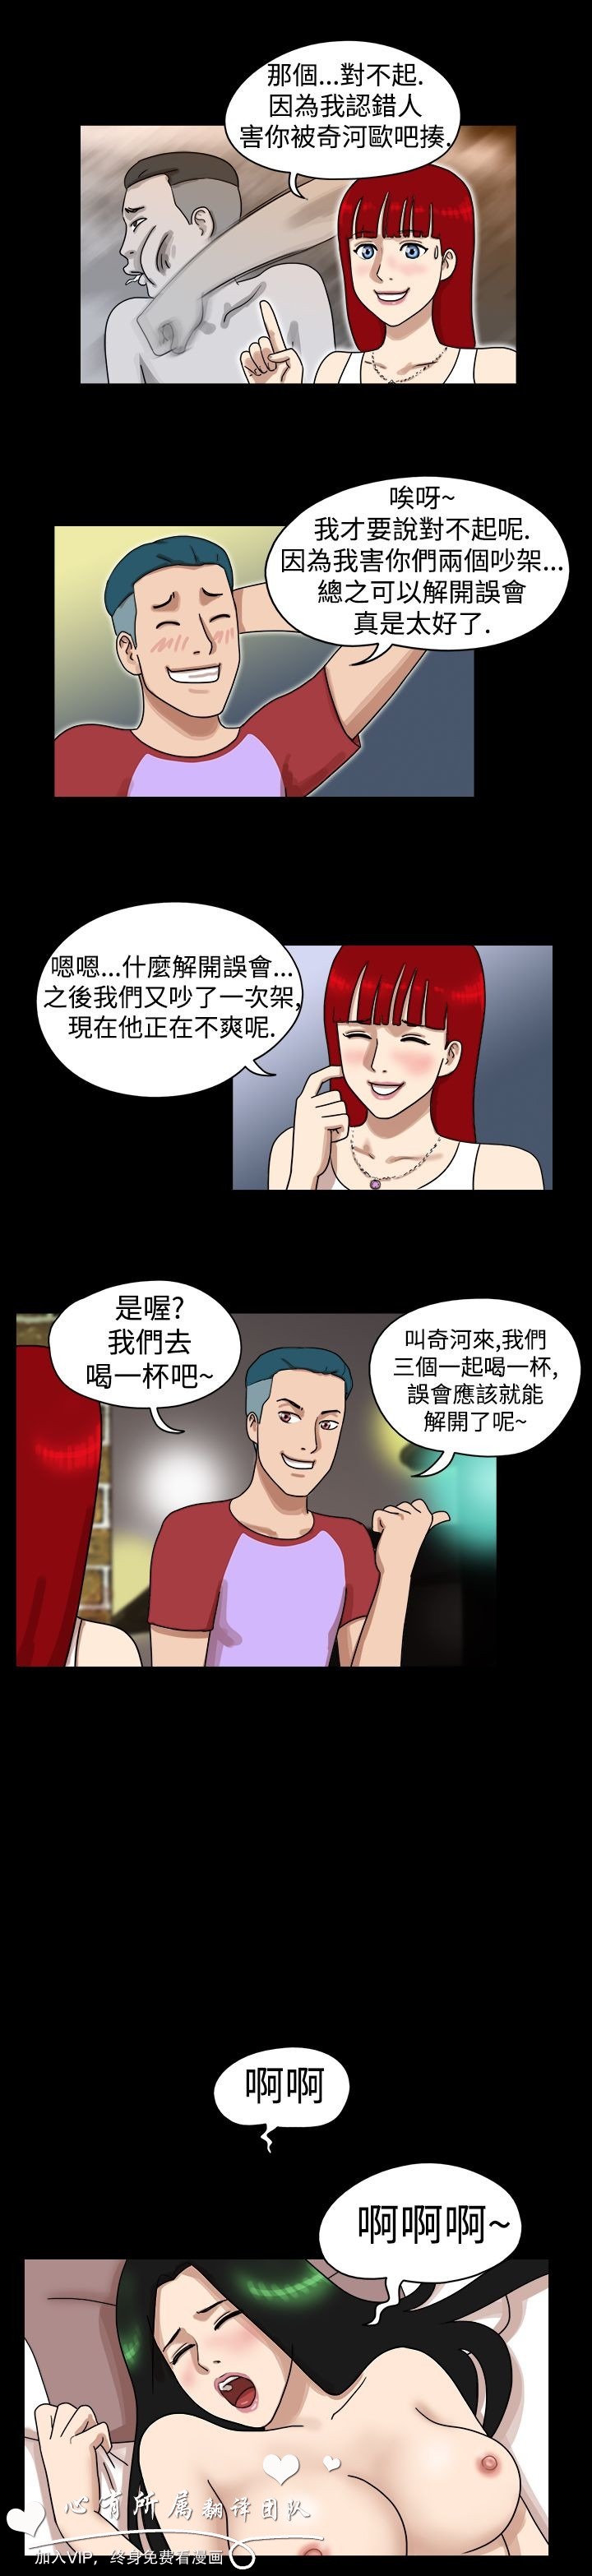 那個...對不起.
因為我認錯人
害你被奇河歐吧揍.
唉呀~
我才要說對不起呢.
因為我害你們兩個吵架...
總之可以解開誤會
真是太好了.
嗯嗯...什麼解開誤會...
之後我們又吵了一次架,
現在他正在不爽呢.
是喔?
我們去
喝一杯吧~
叫奇河來,我們
三個一起喝一杯,
誤會應該就能
解開了呢~
啊啊
啊啊啊~
心有所属翻译团队
加入VIP，终身免费看漫画